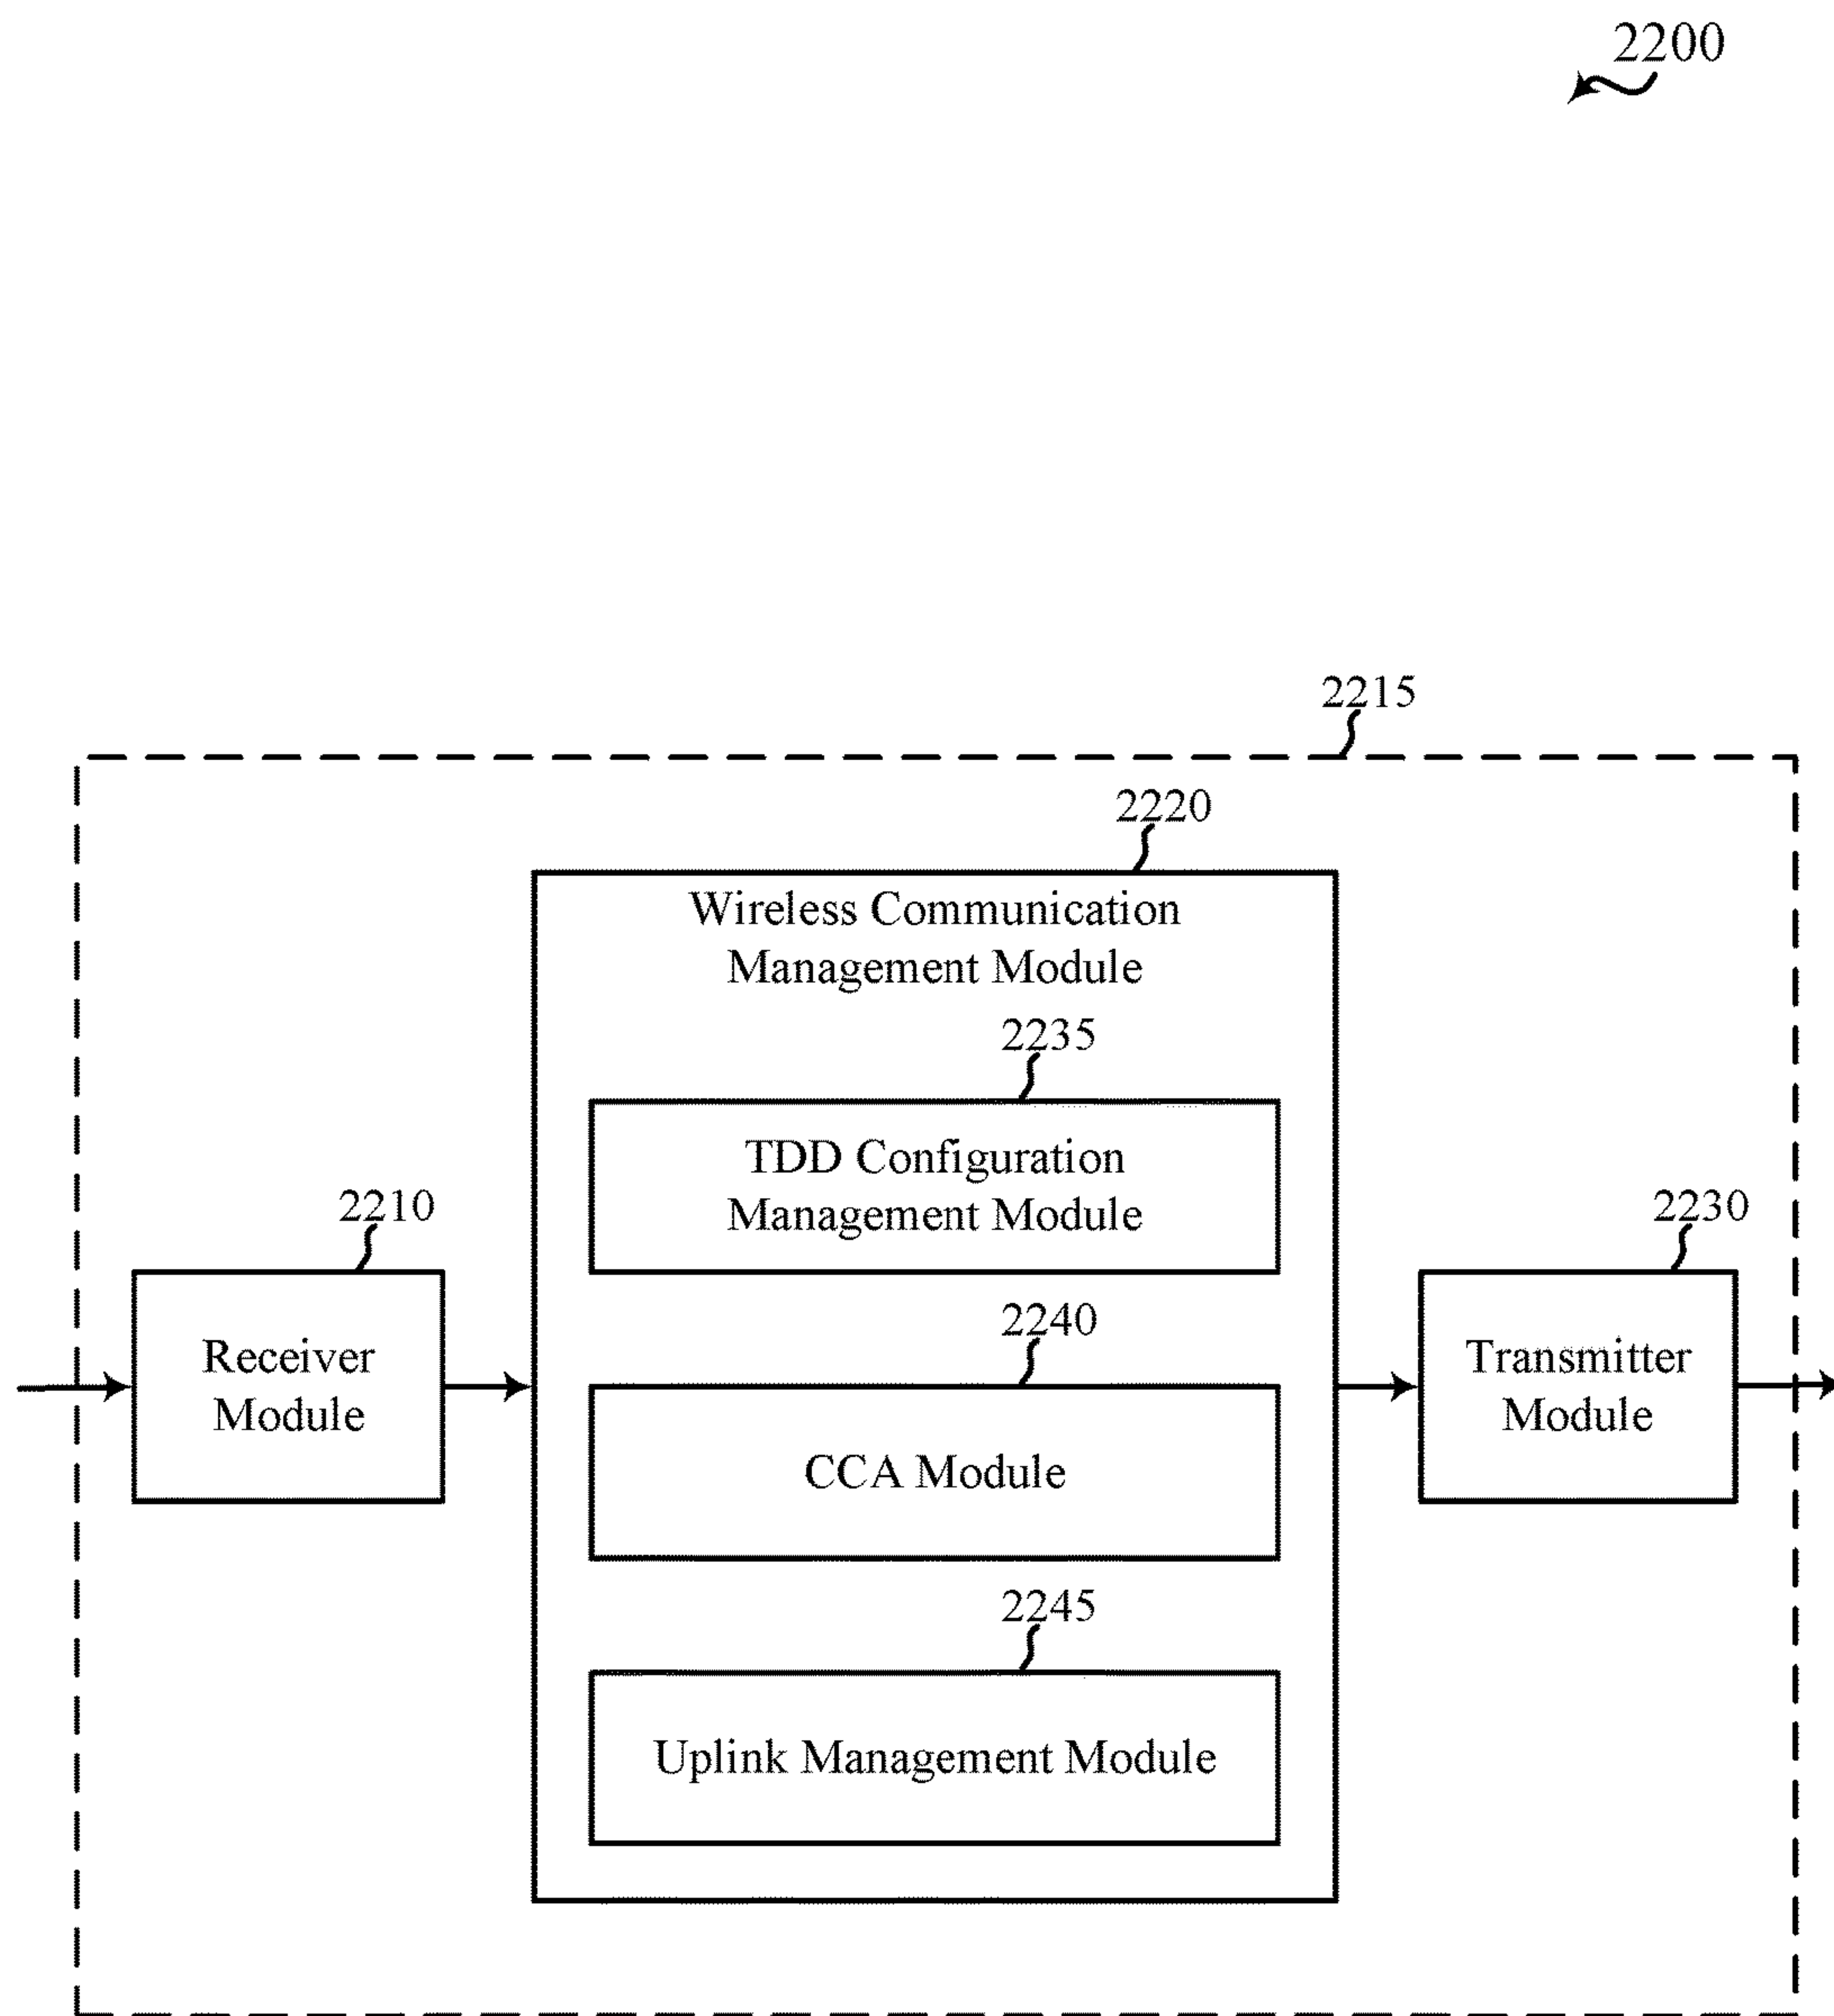 2200
2215
2220
Wireless Communication
Management Module
2235
TDD Configuration
Management Module
2210
Receiver
Module
2240
CCA Module
2230
Transmitter
Module
2245
Uplink Management Module